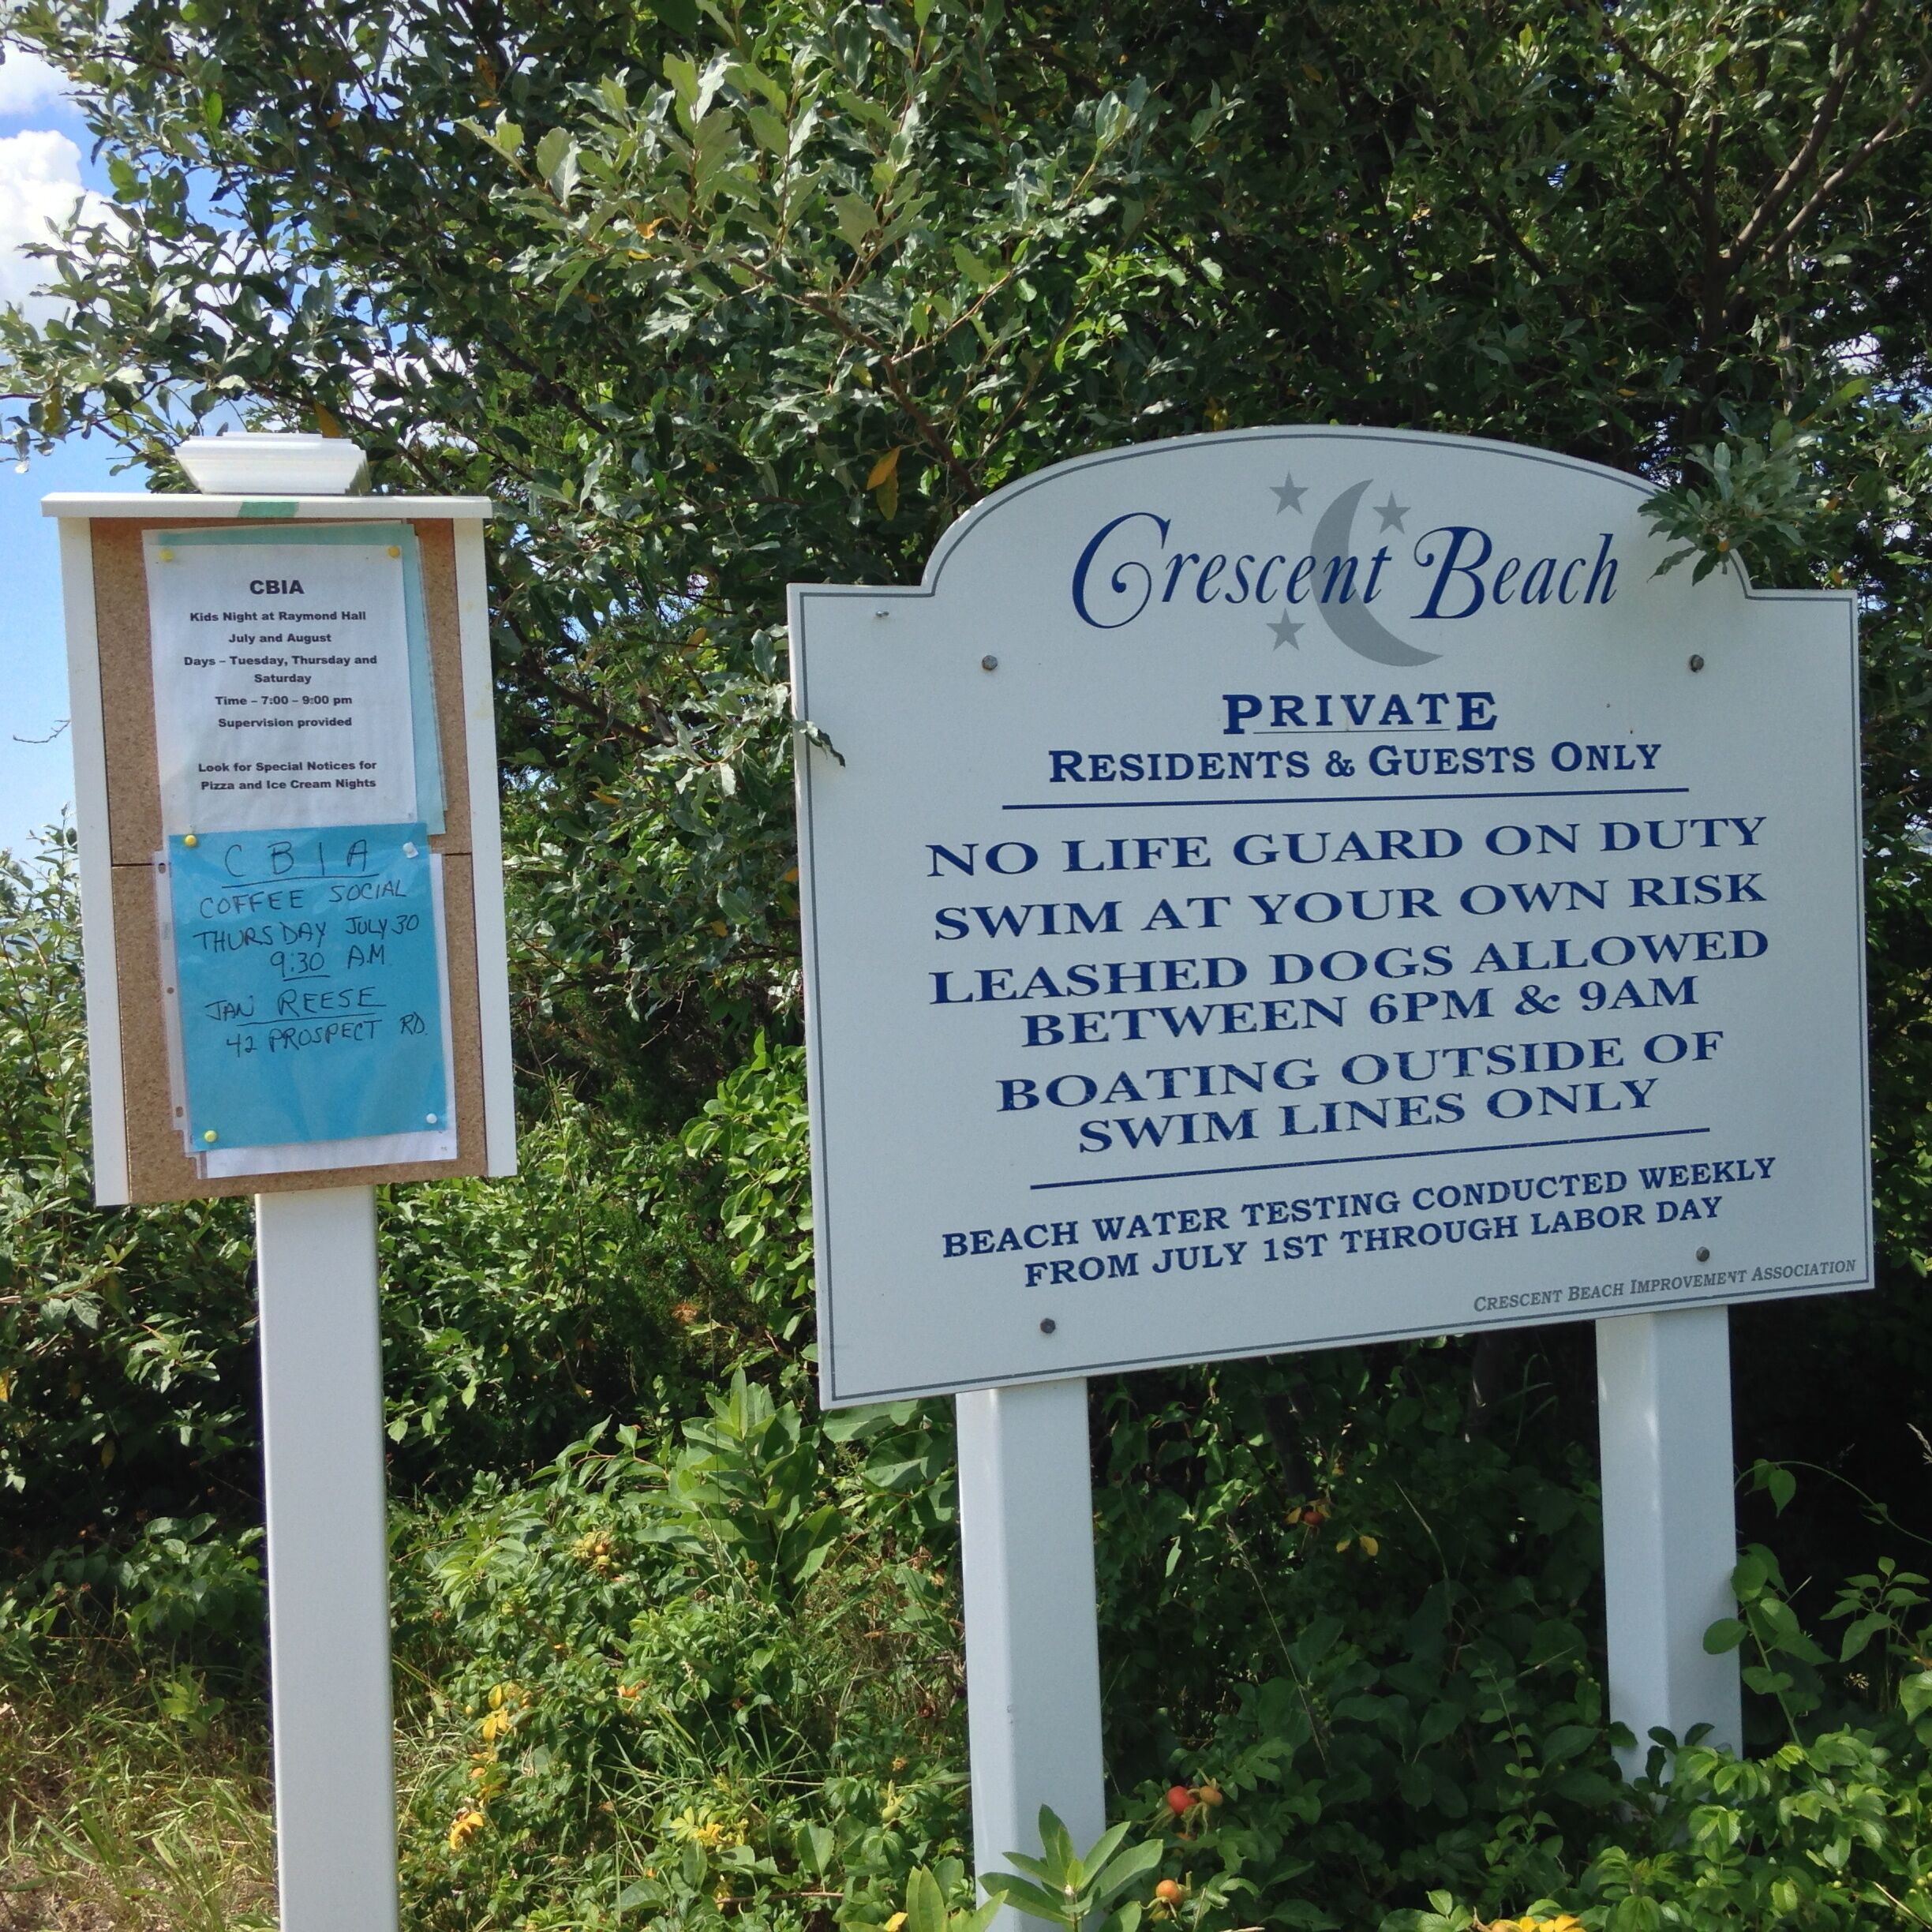 CBIA
Kids Night at Raymond Hall
July and August
Days – Tuesday, Thursday and
Saturday
Time – 7:00 – 9:00 pm
Supervision provided
Look for Special Notices for
Pizza and Ice Cream Nights
CBIA
COFFEE SOCIAL
THURSDAY JULY 30
9:30 A.M.
JAN REESE
42 PROSPECT RD.
Crescent Beach
PRIVATE
RESIDENTS & GUESTS ONLY
NO LIFE GUARD ON DUTY
SWIM AT YOUR OWN RISK
LEASHED DOGS ALLOWED
BETWEEN 6PM & 9AM
BOATING OUTSIDE OF
SWIM LINES ONLY
BEACH WATER TESTING CONDUCTED WEEKLY
FROM JULY 1ST THROUGH LABOR DAY
CRESCENT BEACH IMPROVEMENT ASSOCIATION